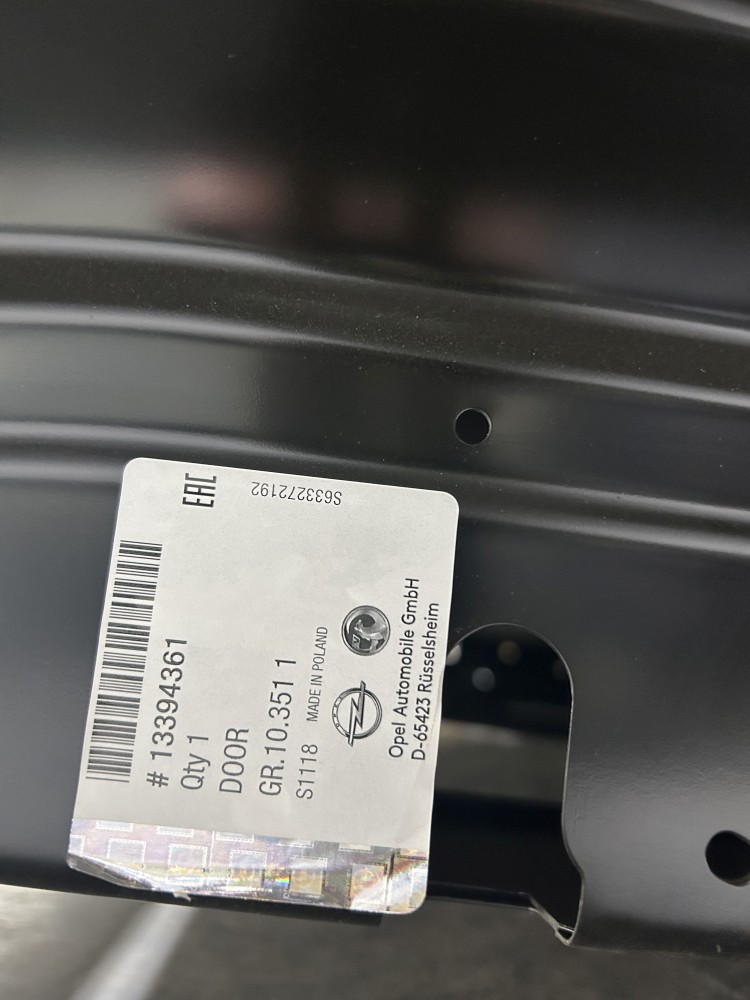 EAC
S633272192
# 13394361
Qty 1
DOOR
GR.10.351 1
S1118 MADE IN POLAND
Opel Automobile GmbH
D-65423 Rüsselsheim